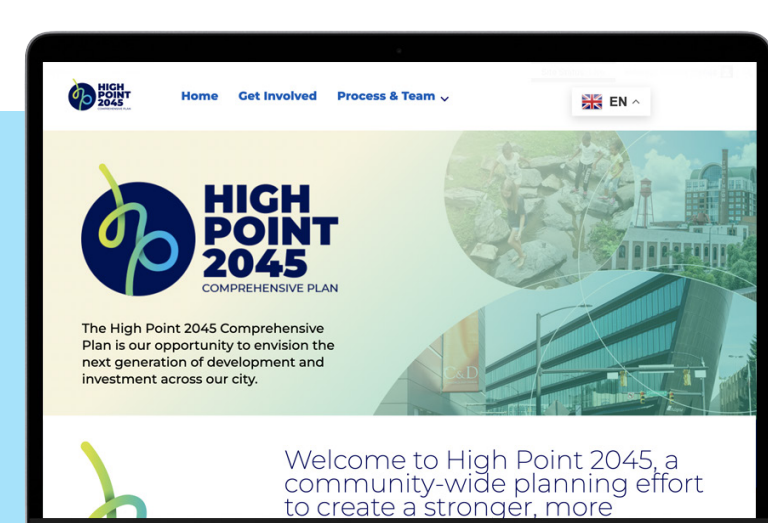 HIGH
POINT
2045
COMPREHENSIVE PLAN
Home Get Involved Process & Team
EN
HIGH
POINT
2045
COMPREHENSIVE PLAN
The High Point 2045 Comprehensive
Plan is our opportunity to envision the
next generation of development and
investment across our city.
C&D
Welcome to High Point 2045, a
community-wide planning effort
to create a stronger, more